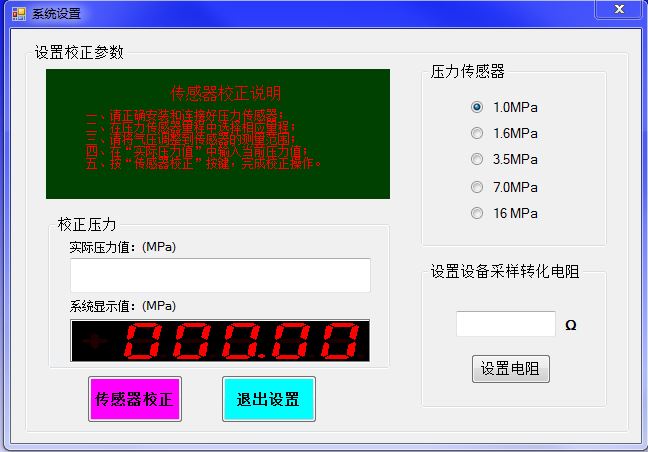 系统设置
设置校正参数
传感器校正说明
一、请正确安装和连接好压力传感器；
二、在压力传感器量程中选择相应量程；
三、请将气压调整到传感器的测量范围；
四、在“实际压力值”中输入当前压力值；
五、按“传感器校正”按键，完成校正操作。
校正压力
实际压力值：(MPa)
系统显示值：(MPa)
000.00
传感器校正
退出设置
压力传感器
1.0MPa
1.6MPa
3.5MPa
7.0MPa
16 MPa
设置设备采样转化电阻
Ω
设置电阻